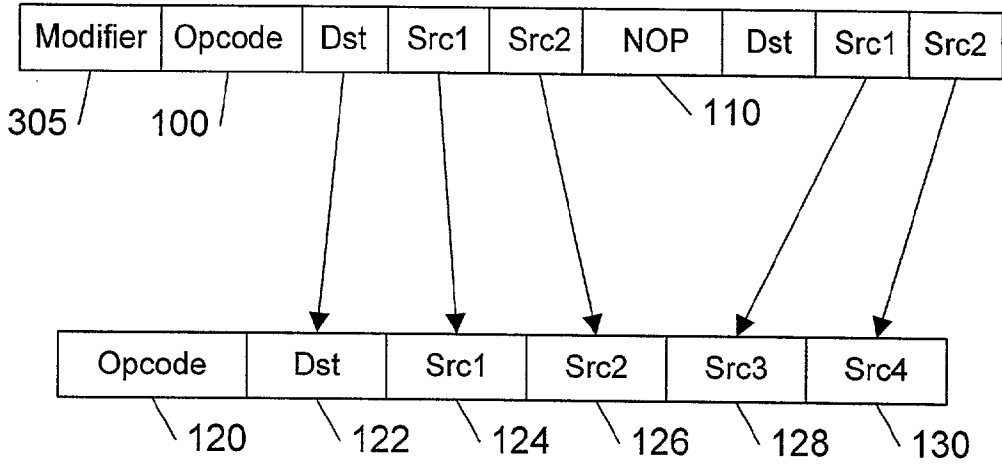 Modifier Opcode Dst Src1 Src2 NOP Dst Src1 Src2
305 100 110
Opcode Dst Src1 Src2 Src3 Src4
120 122 124 126 128 130